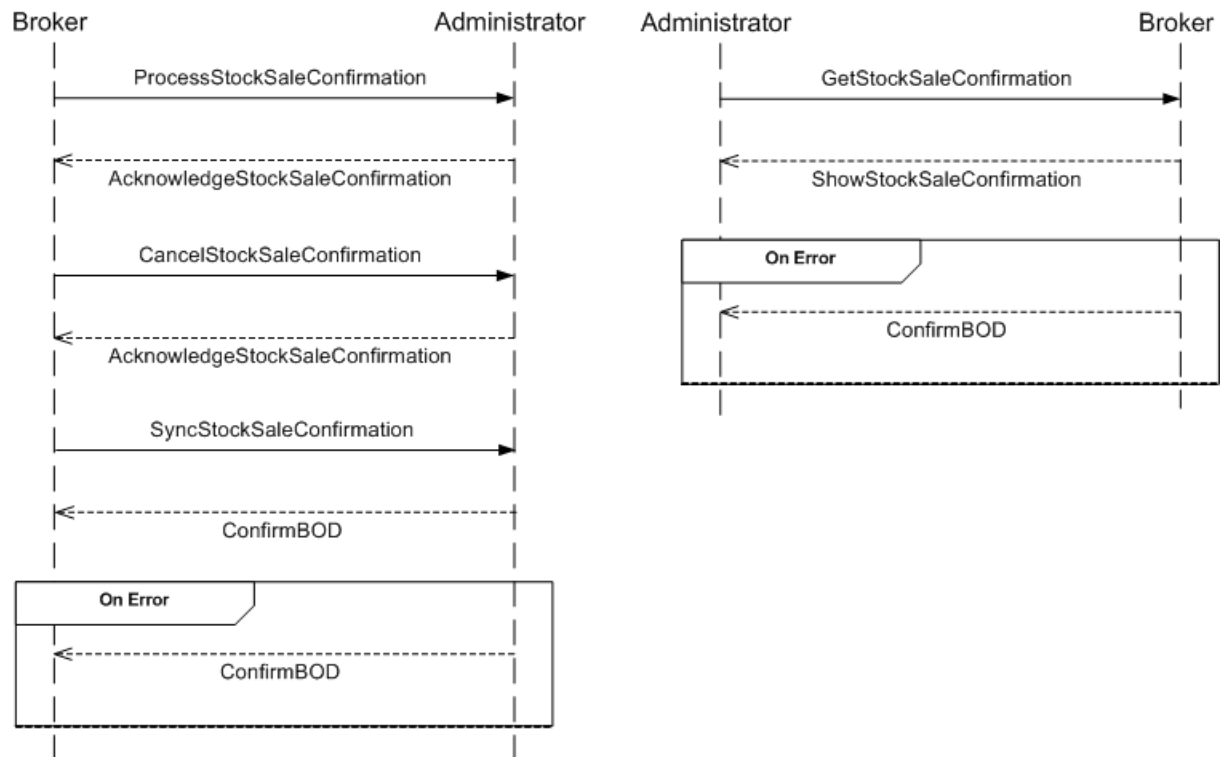 Broker
Administrator
ProcessStockSaleConfirmation
AcknowledgeStockSaleConfirmation
CancelStockSaleConfirmation
AcknowledgeStockSaleConfirmation
SyncStockSaleConfirmation
ConfirmBOD
On Error
ConfirmBOD
Administrator
Broker
GetStockSaleConfirmation
ShowStockSaleConfirmation
On Error
ConfirmBOD